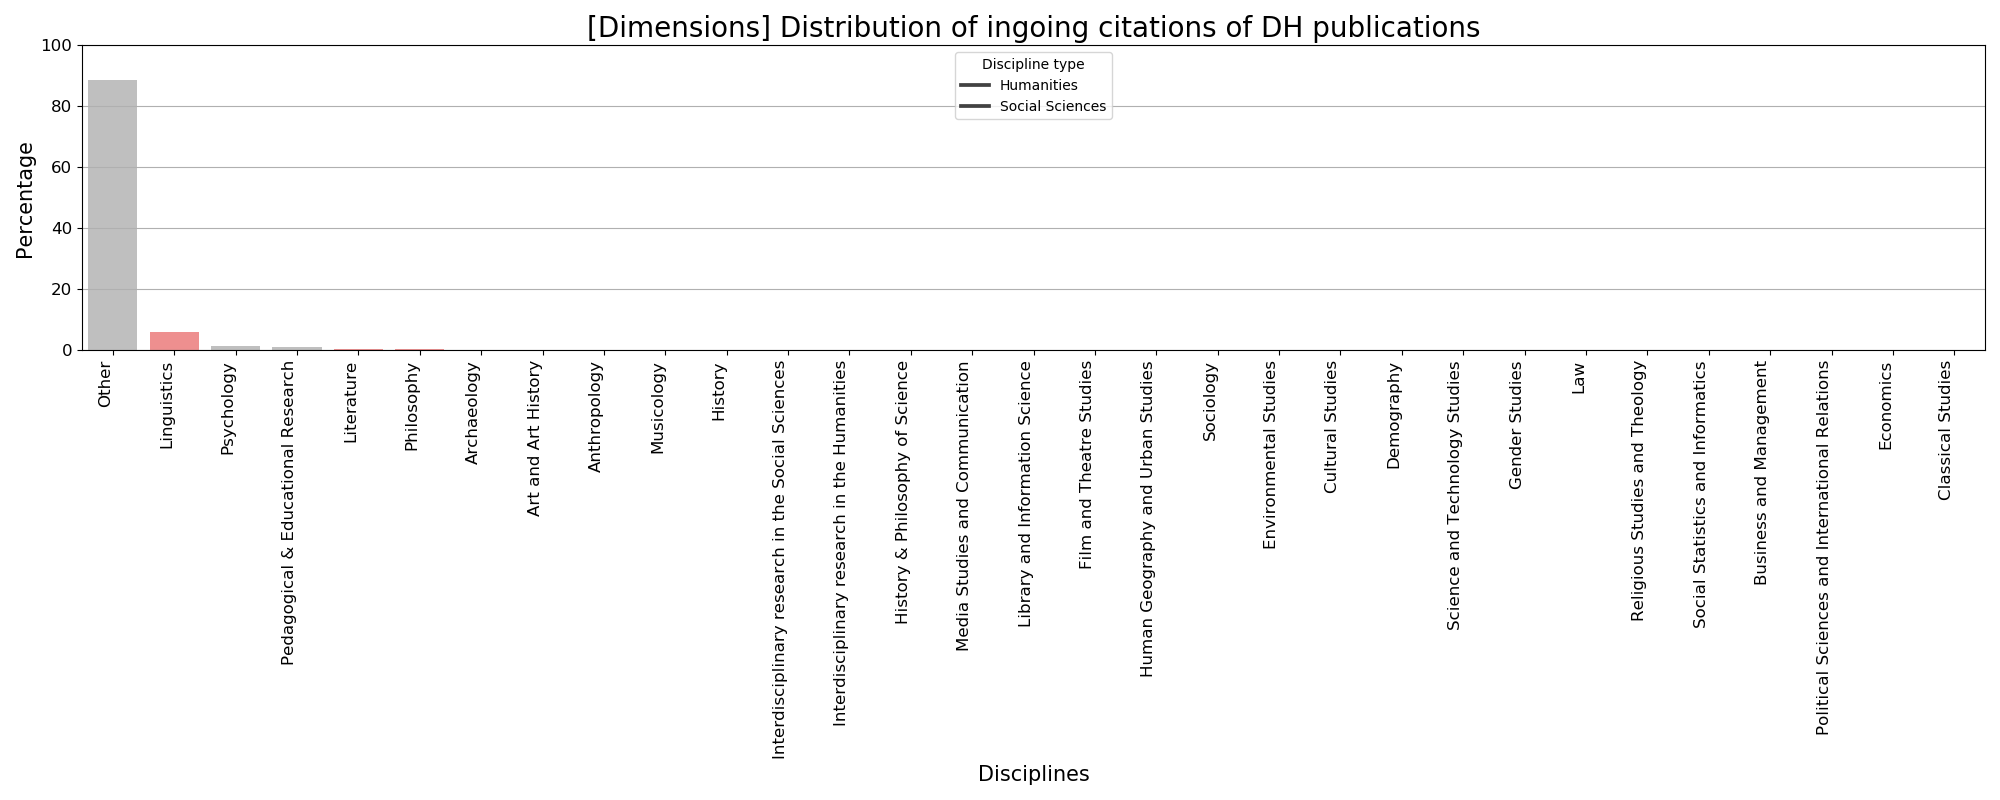 [Dimensions] Distribution of ingoing citations of DH publications
Percentage
100
80
60
40
20
0
Discipline type
Humanities
Social Sciences
Other
Linguistics
Psychology
Pedagogical & Educational Research
Literature
Philosophy
Archaeology
Art and Art History
Anthropology
Musicology
History
Interdisciplinary research in the Social Sciences
Interdisciplinary research in the Humanities
History & Philosophy of Science
Media Studies and Communication
Library and Information Science
Film and Theatre Studies
Human Geography and Urban Studies
Sociology
Environmental Studies
Cultural Studies
Demography
Science and Technology Studies
Gender Studies
Law
Religious Studies and Theology
Social Statistics and Informatics
Business and Management
Political Sciences and International Relations
Economics
Classical Studies
Disciplines